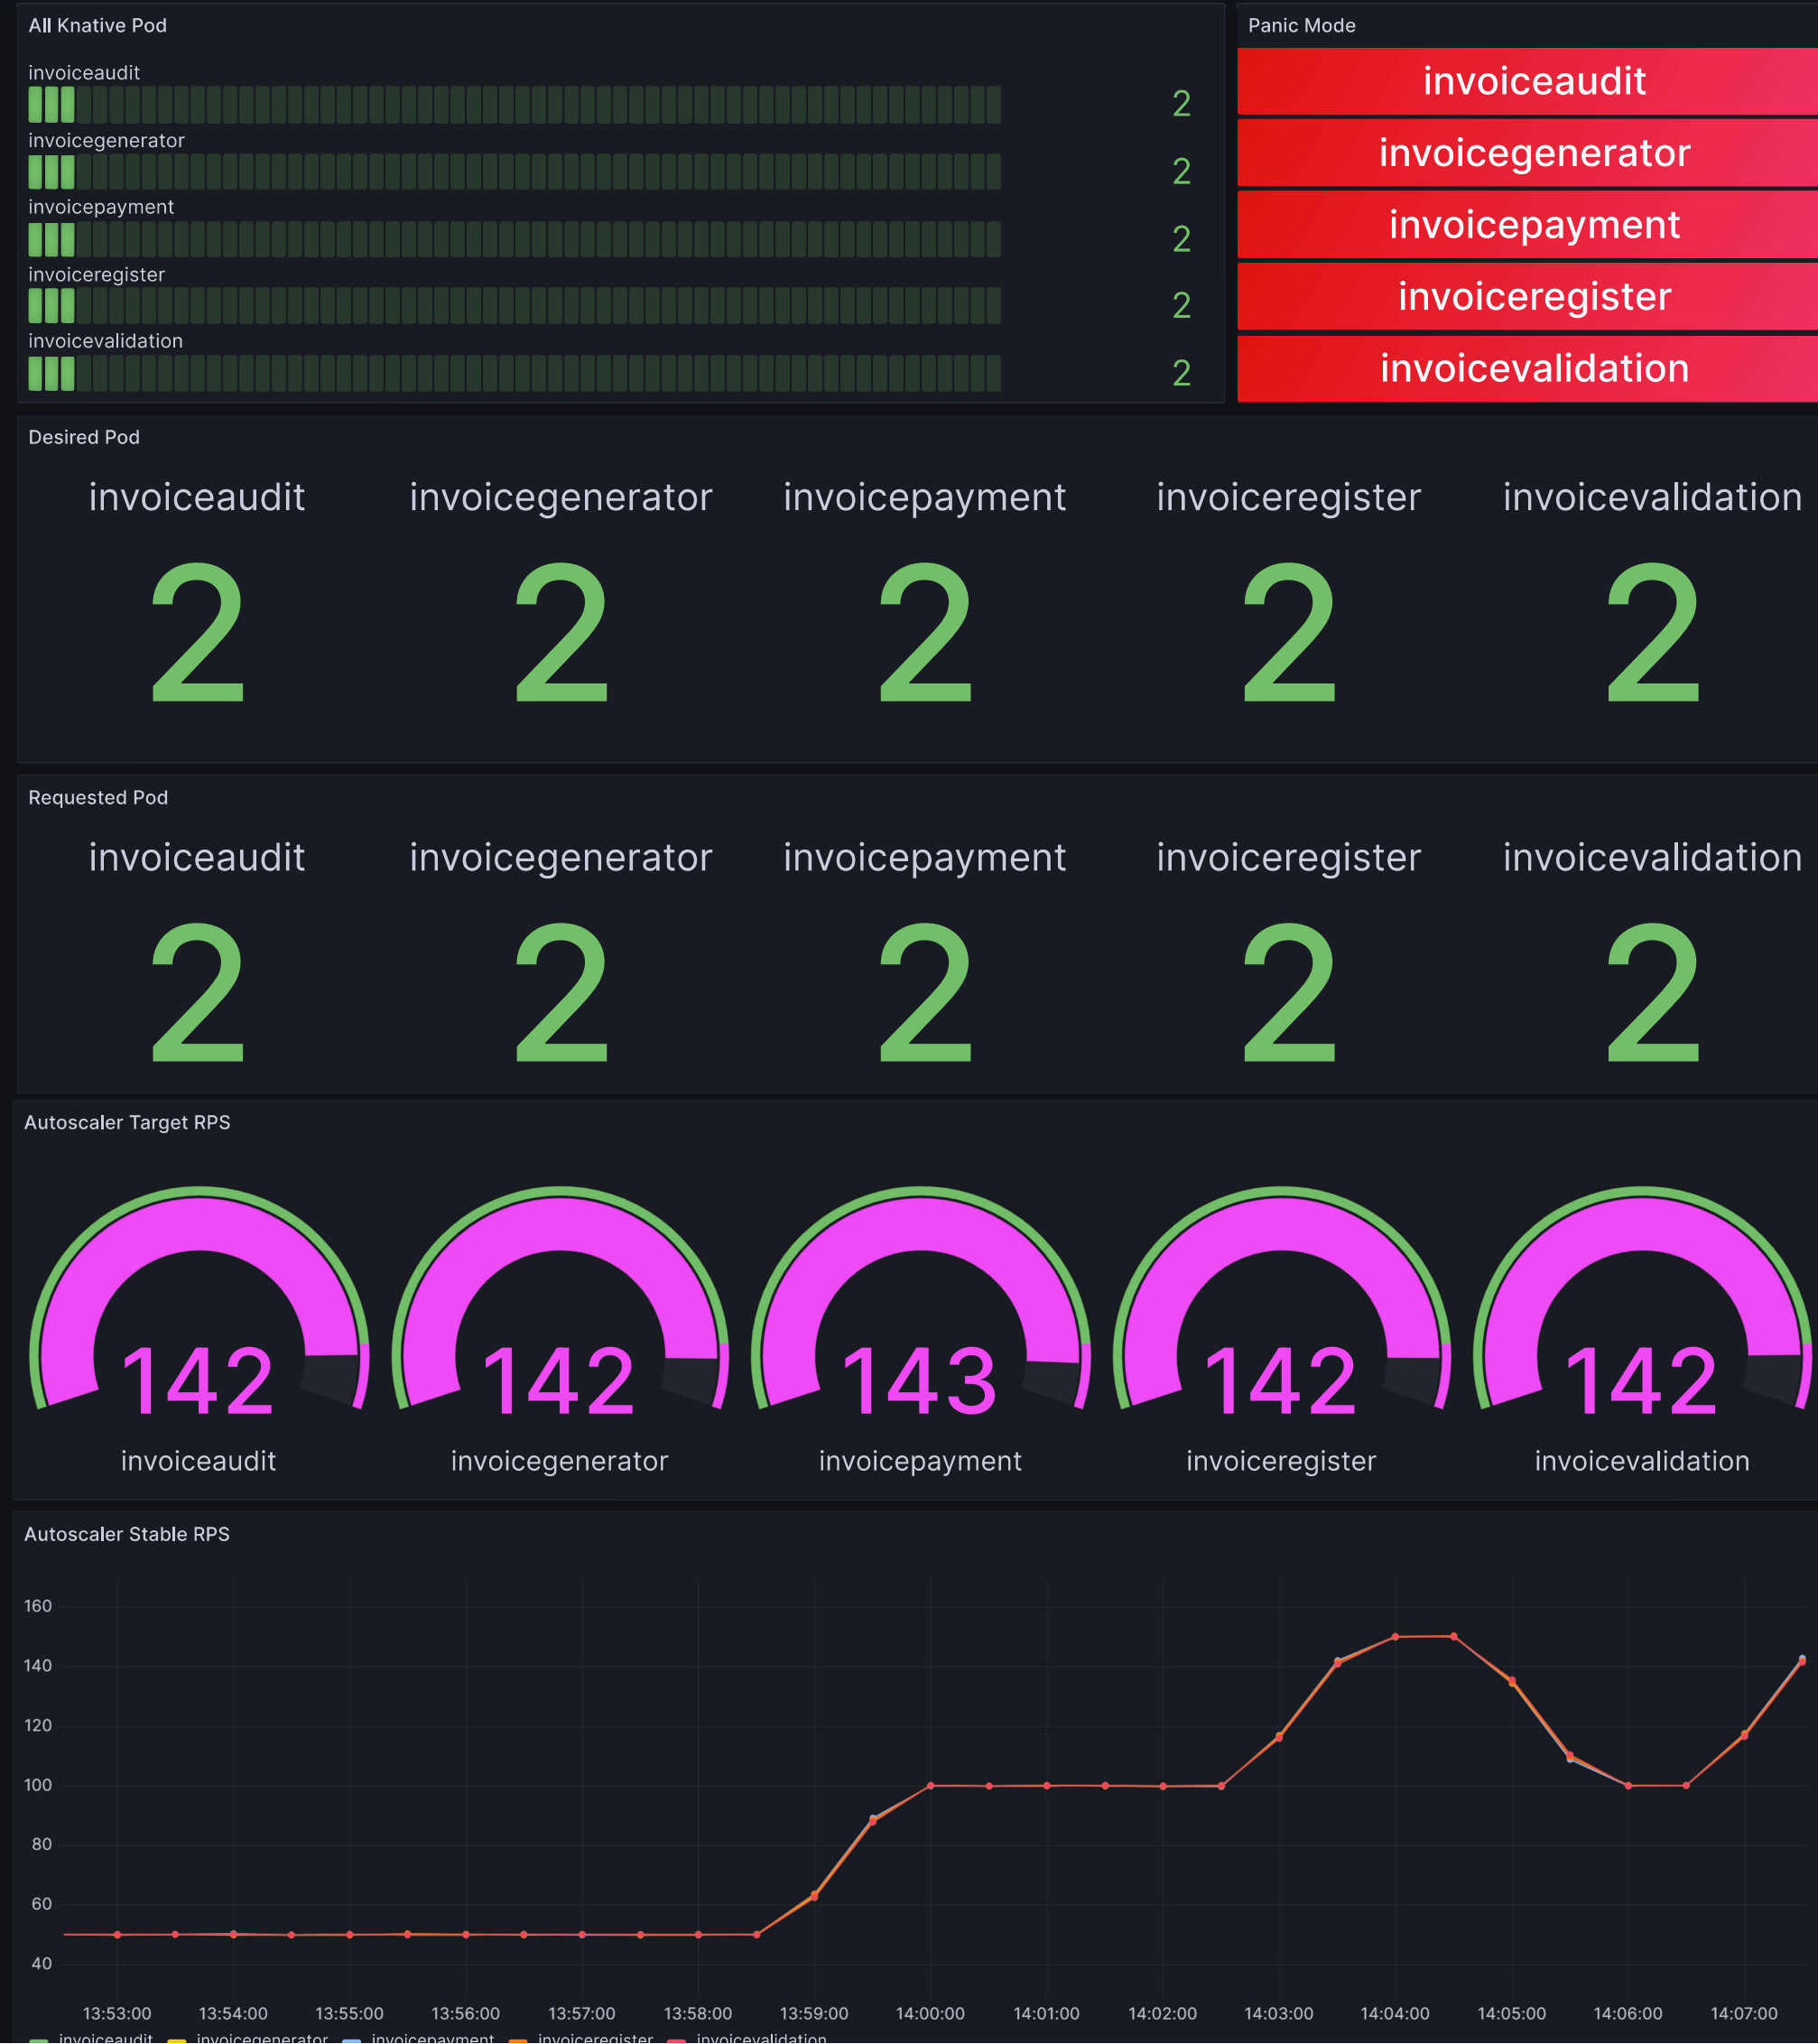 All Knative Pod
invoiceaudit
2
invoicegenerator
2
invoicepayment
2
invoiceregister
2
invoicevalidation
2
Panic Mode
invoiceaudit
invoicegenerator
invoicepayment
invoiceregister
invoicevalidation
Desired Pod
invoiceaudit invoicegenerator invoicepayment invoiceregister invoicevalidation
2 2 2 2 2
Requested Pod
invoiceaudit invoicegenerator invoicepayment invoiceregister invoicevalidation
2 2 2 2 2
Autoscaler Target RPS
142 142 143 142 142
invoiceaudit invoicegenerator invoicepayment invoiceregister invoicevalidation
Autoscaler Stable RPS
160
140
120
100
80
60
40
13:53:00 13:54:00 13:55:00 13:56:00 13:57:00 13:58:00 13:59:00 14:00:00 14:01:00 14:02:00 14:03:00 14:04:00 14:05:00 14:06:00 14:07:00
invoiceaudit invoicegenerator invoicepayment invoiceregister invoicevalidation